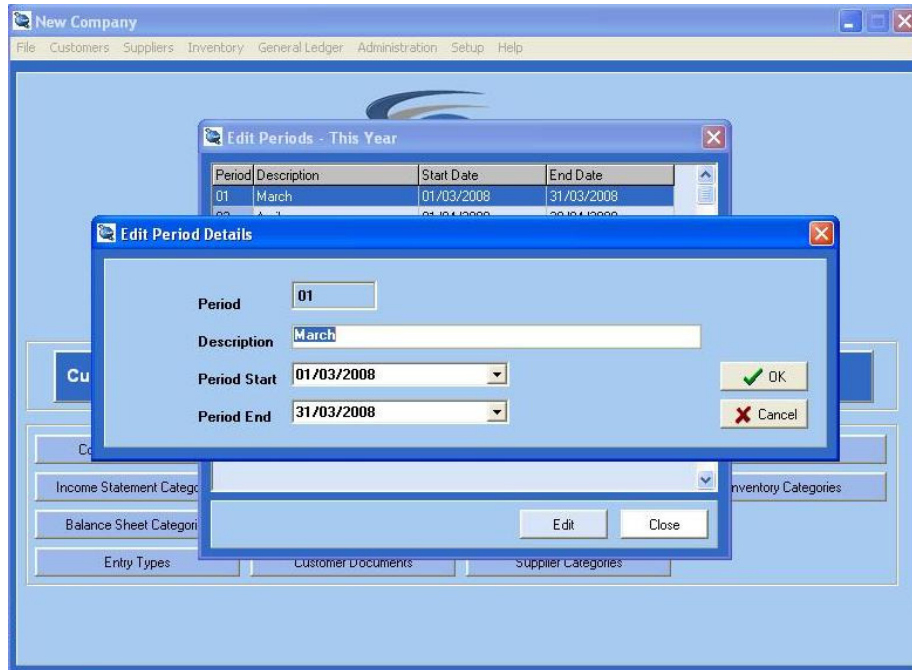 New Company
File Customers Suppliers Inventory General Ledger Administration Setup Help
Edit Periods - This Year
Period Description Start Date End Date
01 March 01/03/2008 31/03/2008
Edit Period Details
Period 01
Description March
Period Start 01/03/2008
OK
Period End 31/03/2008
Cancel
Cu
Income Statement Catego
Inventory Categories
Balance Sheet Categori
Edit Close
Entry Types Customer Documents Supplier Categories